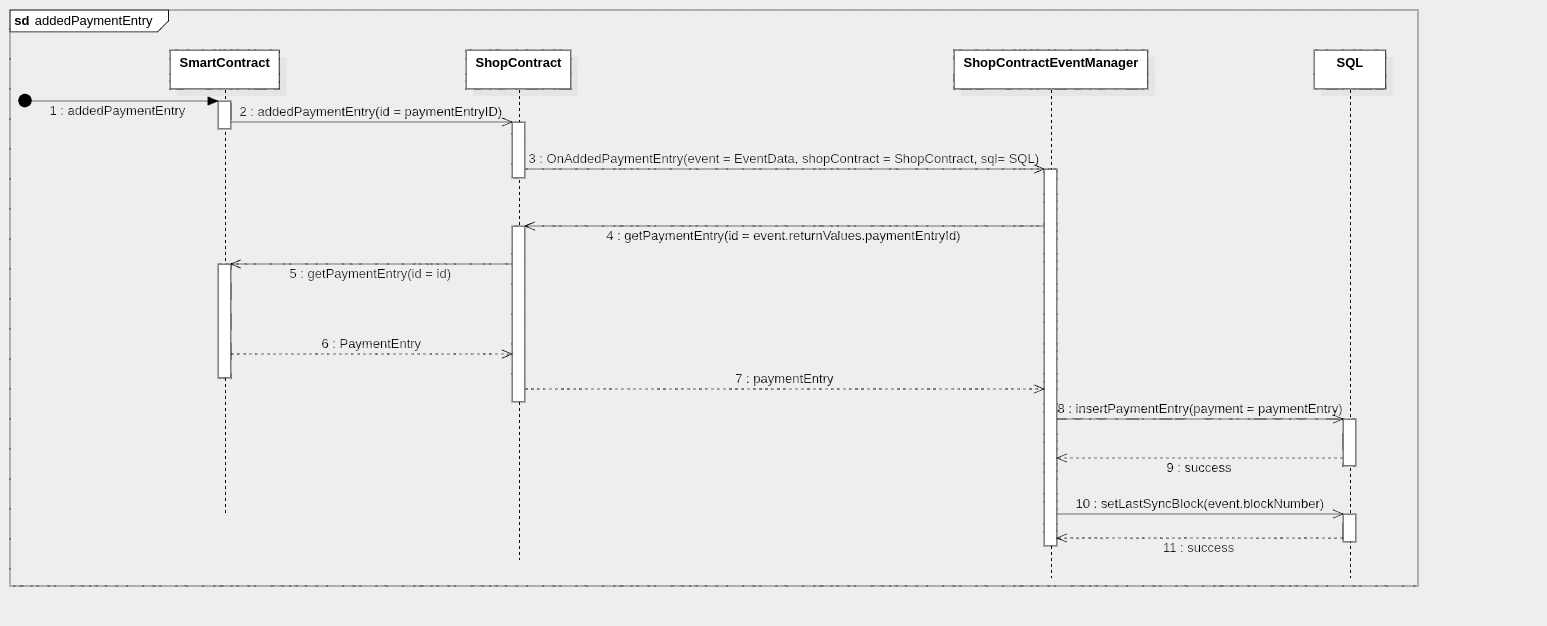 sd addedPaymentEntry
SmartContract
ShopContract
ShopContractEventManager
SQL
1 : addedPaymentEntry
2 : addedPaymentEntry(id = paymentEntryID)
3 : OnAddedPaymentEntry(event = EventData, shopContract = ShopContract, sql= SQL)
4 : getPaymentEntry(id = event.returnValues.paymentEntryId)
5 : getPaymentEntry(id = id)
6 : PaymentEntry
7 : paymentEntry
8 : insertPaymentEntry(payment = paymentEntry)
9 : success
10 : setLastSyncBlock(event.blockNumber)
11 : success